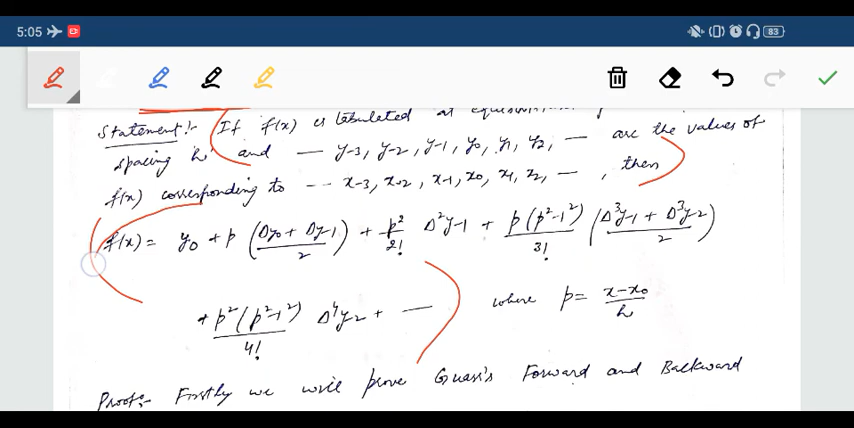 5:05 83
Statement:- If f(x) is tabulated at
spacing 'h' and --- y-3, y-2, y-1, y0, y1, y2, --- are the values of
f(x) corresponding to --- x-3, x-2, x-1, x0, x1, x2, ---, then
f(x) = y0 + p (Δy0 + Δy-1)/2 + p²/2! Δ²y-1 + p(p²-1²)/3! (Δ³y-1 + Δ³y-2)/2
+ p²(p²-1²)/4! Δ⁴y-2 + --- where p = (x-x0)/h
Proof:- Firstly we will prove Guass's Forward and Backward